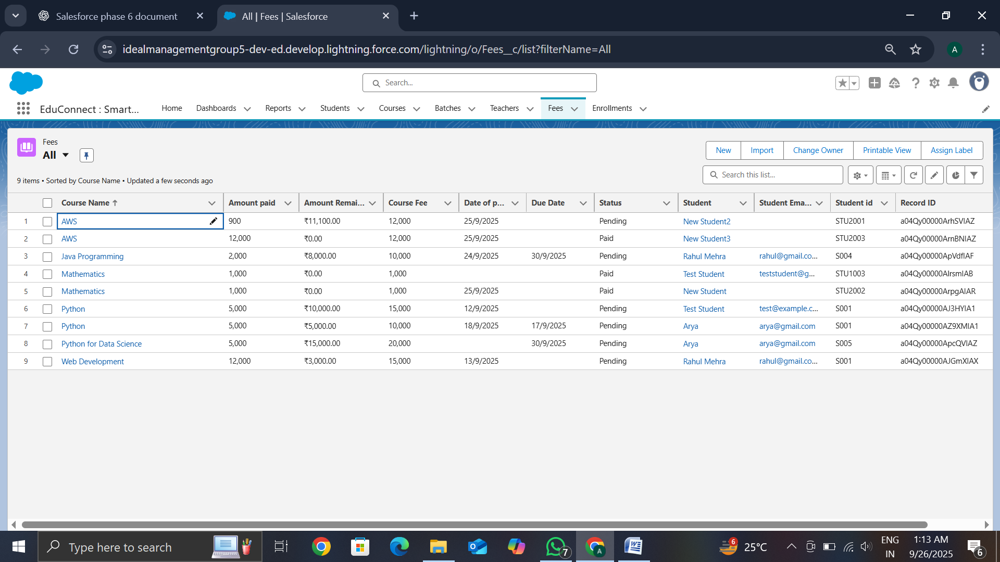 Salesforce phase 6 document
All | Fees | Salesforce
idealmanagementgroup5-dev-ed.develop.lightning.force.com/lightning/o/Fees__c/list?filterName=All
A
Search...
EduConnect : Smart...
Home
Dashboards
Reports
Students
Courses
Batches
Teachers
Fees
Enrollments
Fees
All
New
Import
Change Owner
Printable View
Assign Label
Search this list...
9 items • Sorted by Course Name • Updated a few seconds ago
Course Name Amount paid Amount Remai... Course Fee Date of p... Due Date Status Student Student Ema... Student id Record ID
1 AWS 900 ₹11,100.00 12,000 25/9/2025 Pending New Student2 STU2001 a04Qy00000ArhSVIAZ
2 AWS 12,000 ₹0.00 12,000 25/9/2025 Paid New Student3 STU2003 a04Qy00000ArnBNIAZ
3 Java Programming 2,000 ₹8,000.00 10,000 24/9/2025 30/9/2025 Pending Rahul Mehra rahul@gmail.co... S004 a04Qy00000ApVdfIAF
4 Mathematics 1,000 ₹0.00 1,000 Paid Test Student teststudent@g... STU1003 a04Qy00000AIrsmIAB
5 Mathematics 1,000 ₹0.00 1,000 25/9/2025 Paid New Student STU2002 a04Qy00000ArpgAIAR
6 Python 5,000 ₹10,000.00 15,000 12/9/2025 Pending Test Student test@example.c... S001 a04Qy00000AJ3HYIA1
7 Python 5,000 ₹5,000.00 10,000 18/9/2025 17/9/2025 Pending Arya arya@gmail.com S001 a04Qy00000AZ9XMIA1
8 Python for Data Science 5,000 ₹15,000.00 20,000 30/9/2025 Pending Arya arya@gmail.com S005 a04Qy00000ApcQVIAZ
9 Web Development 12,000 ₹3,000.00 15,000 13/9/2025 Pending Rahul Mehra rahul@gmail.co... S001 a04Qy00000AJGmXIAX
Type here to search
7
A
6
25°C
ENG
IN
1:13 AM
9/26/2025
6